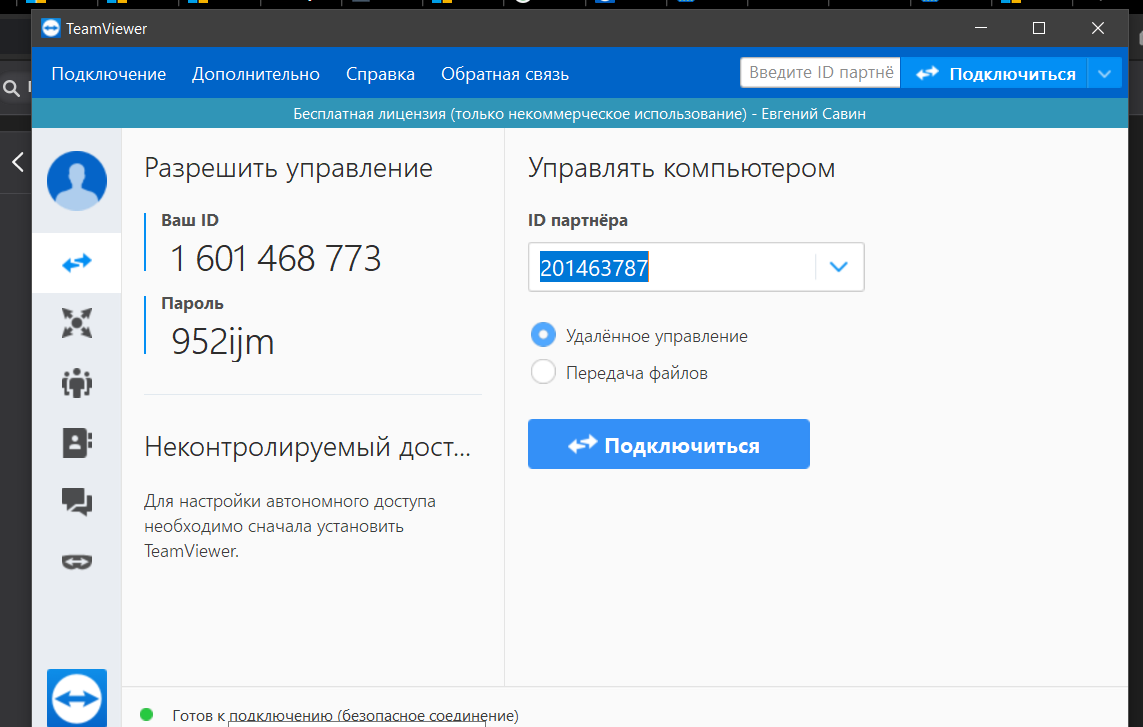 TeamViewer
Подключение Дополнительно Справка Обратная связь
Введите ID партнё
Подключиться
Бесплатная лицензия (только некоммерческое использование) - Евгений Савин
Разрешить управление
Ваш ID
1 601 468 773
Пароль
952ijm
Неконтролируемый дост...
Для настройки автономного доступа
необходимо сначала установить
TeamViewer.
Управлять компьютером
ID партнёра
201463787
Удалённое управление
Передача файлов
Подключиться
Готов к подключению (безопасное соединение)